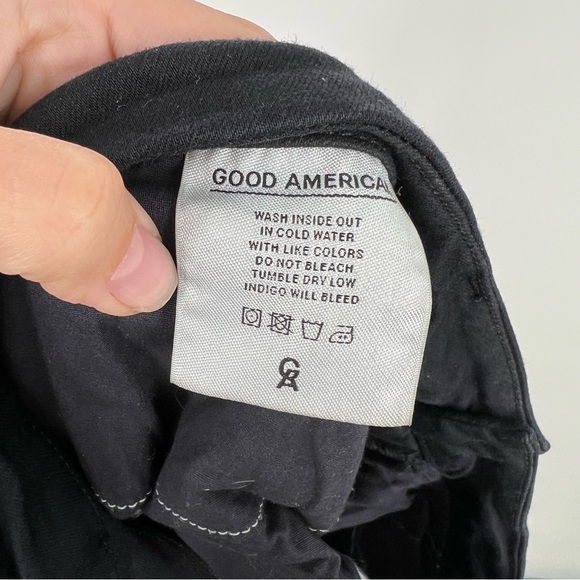 GOOD AMERICA
WASH INSIDE OUT
IN COLD WATER
WITH LIKE COLORS
DO NOT BLEACH
TUMBLE DRY LOW
INDIGO WILL BLEED
GA